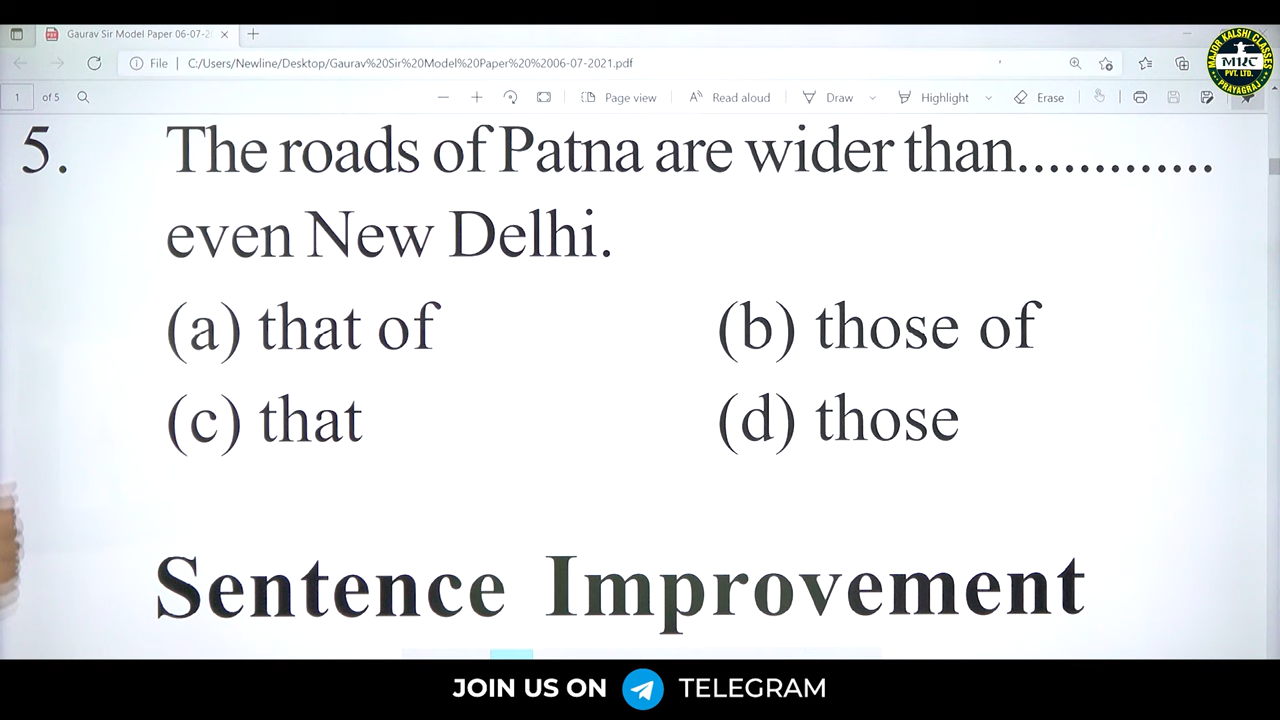 Gaurav Sir Model Paper 06-07-2
File | C:/Users/Newline/Desktop/Gaurav%20Sir%20Model%20Paper%20%2006-07-2021.pdf
1 of 5 Page view Read aloud Draw Highlight Erase
MAJOR KALSHI CLASSES
MKC
PVT. LTD.
PRAYAGRAJ
5. The roads of Patna are wider than.............
even New Delhi.
(a) that of (b) those of
(c) that (d) those
Sentence Improvement
JOIN US ON TELEGRAM